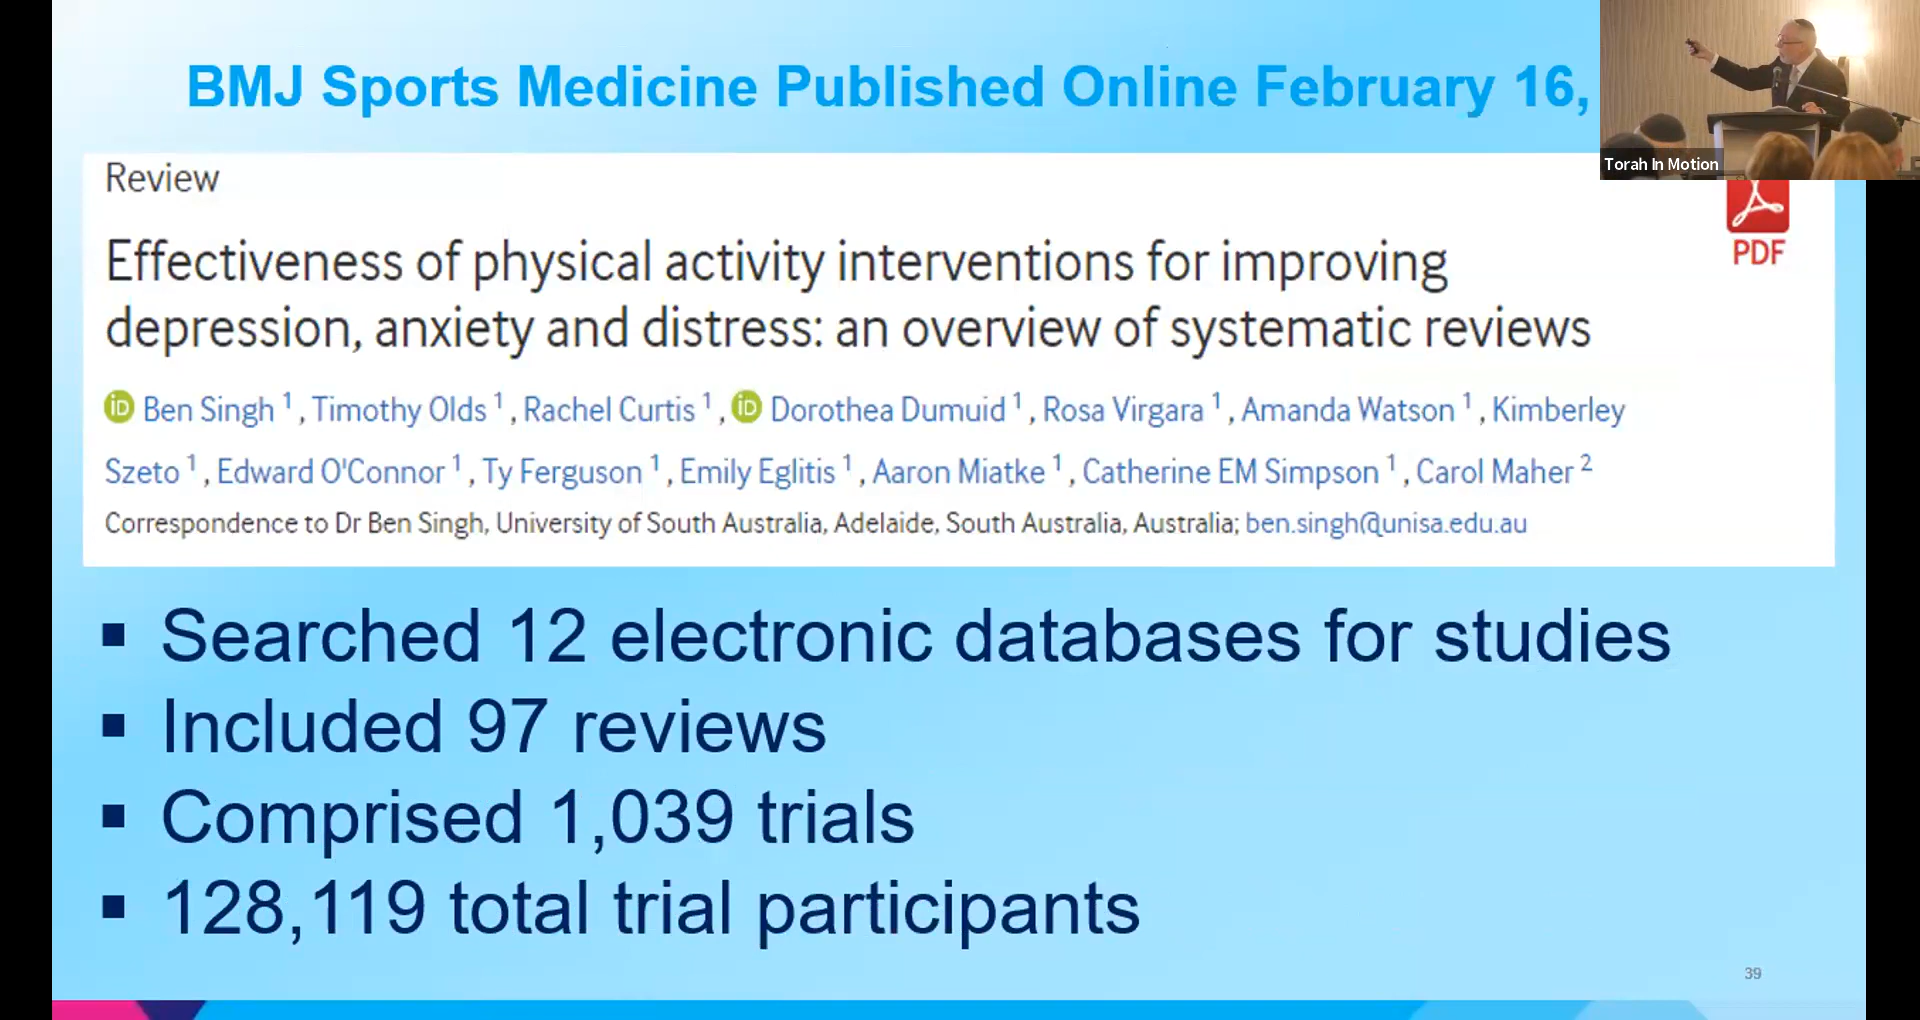 BMJ Sports Medicine Published Online February 16,
Torah In Motion
Review
PDF
Effectiveness of physical activity interventions for improving
depression, anxiety and distress: an overview of systematic reviews
iD Ben Singh 1, Timothy Olds 1, Rachel Curtis 1, iD Dorothea Dumuid 1, Rosa Virgara 1, Amanda Watson 1, Kimberley
Szeto 1, Edward O'Connor 1, Ty Ferguson 1, Emily Eglitis 1, Aaron Miatke 1, Catherine EM Simpson 1, Carol Maher 2
Correspondence to Dr Ben Singh, University of South Australia, Adelaide, South Australia, Australia; ben.singh@unisa.edu.au
▪ Searched 12 electronic databases for studies
▪ Included 97 reviews
▪ Comprised 1,039 trials
▪ 128,119 total trial participants
39